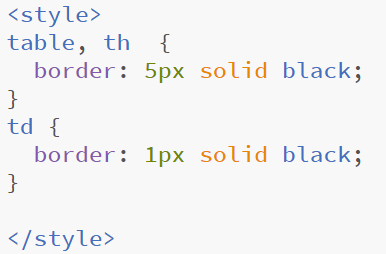 <style>
table, th  {
  border: 5px solid black;
}
td {
  border: 1px solid black;
}

</style>